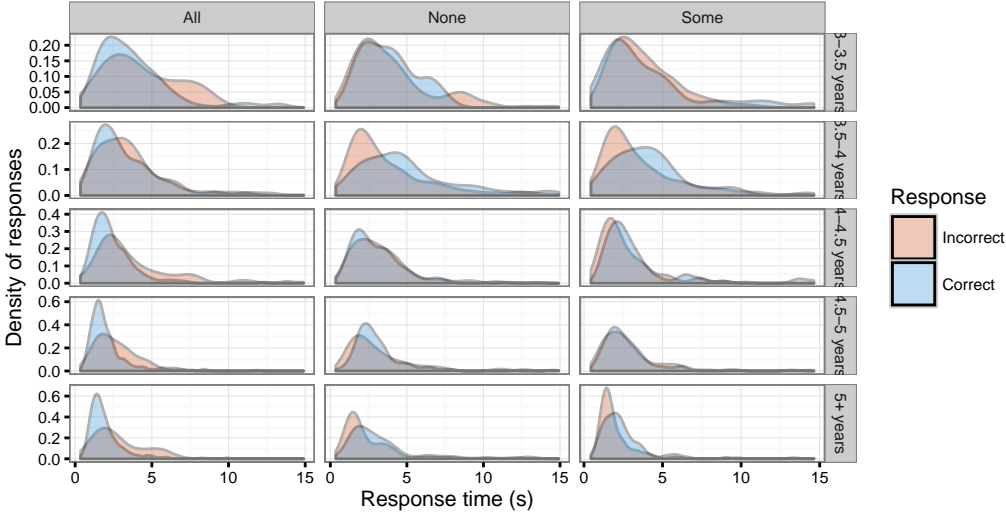 All
None
Some
Density of responses
0.20
0.15
0.10
0.05
0.00
3−3.5 years
0.2
0.1
0.0
3.5−4 years
0.4
0.3
0.2
0.1
0.0
4−4.5 years
0.6
0.4
0.2
0.0
4.5−5 years
0.6
0.4
0.2
0.0
5+ years
0 5 10 15 0 5 10 15 0 5 10 15
Response time (s)
Response
Incorrect
Correct